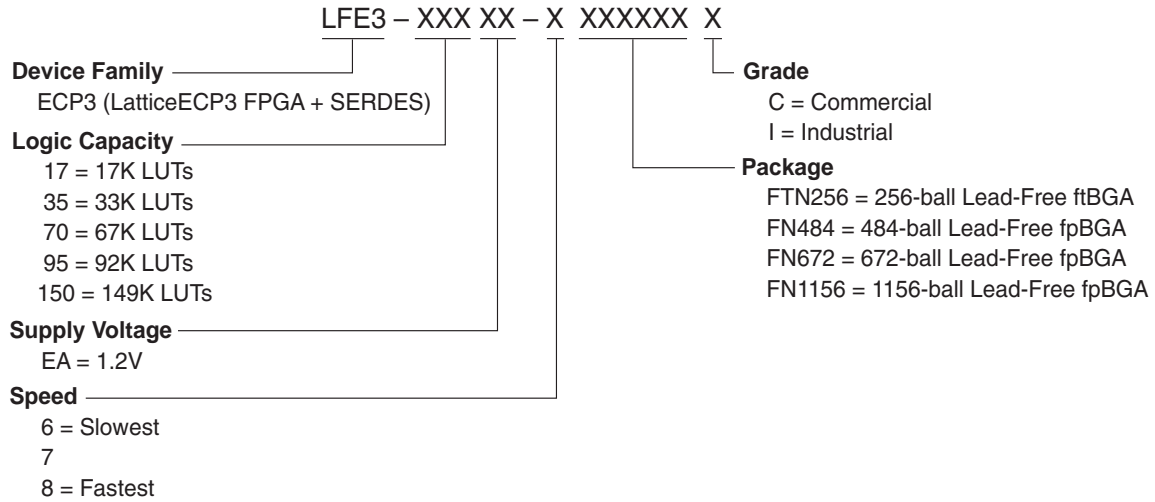 LFE3 – XXX XX – X XXXXXX X
Device Family
ECP3 (LatticeECP3 FPGA + SERDES)
Logic Capacity
17 = 17K LUTs
35 = 33K LUTs
70 = 67K LUTs
95 = 92K LUTs
150 = 149K LUTs
Supply Voltage
EA = 1.2V
Speed
6 = Slowest
7
8 = Fastest
Grade
C = Commercial
I = Industrial
Package
FTN256 = 256-ball Lead-Free ftBGA
FN484 = 484-ball Lead-Free fpBGA
FN672 = 672-ball Lead-Free fpBGA
FN1156 = 1156-ball Lead-Free fpBGA